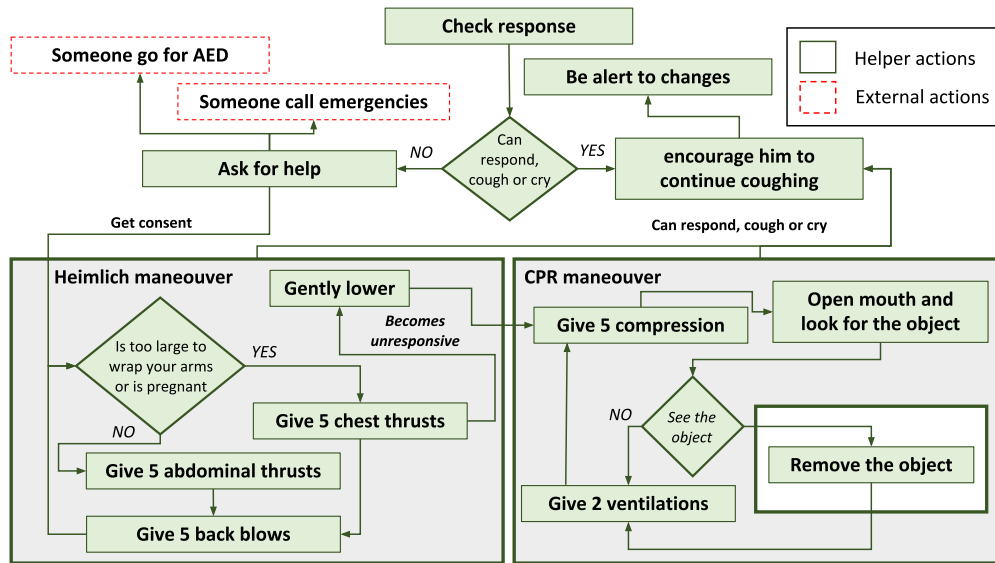 Check response
Someone go for AED
Be alert to changes
Helper actions
Someone call emergencies
External actions
Can
respond,
cough or cry
NO
YES
Ask for help
encourage him to
continue coughing
Get consent
Can respond, cough or cry
Heimlich maneouver
Gently lower
Becomes
unresponsive
Is too large to
wrap your arms
or is pregnant
YES
NO
Give 5 chest thrusts
Give 5 abdominal thrusts
Give 5 back blows
CPR maneouver
Give 5 compression
Open mouth and
look for the object
See the
object
NO
Remove the object
Give 2 ventilations